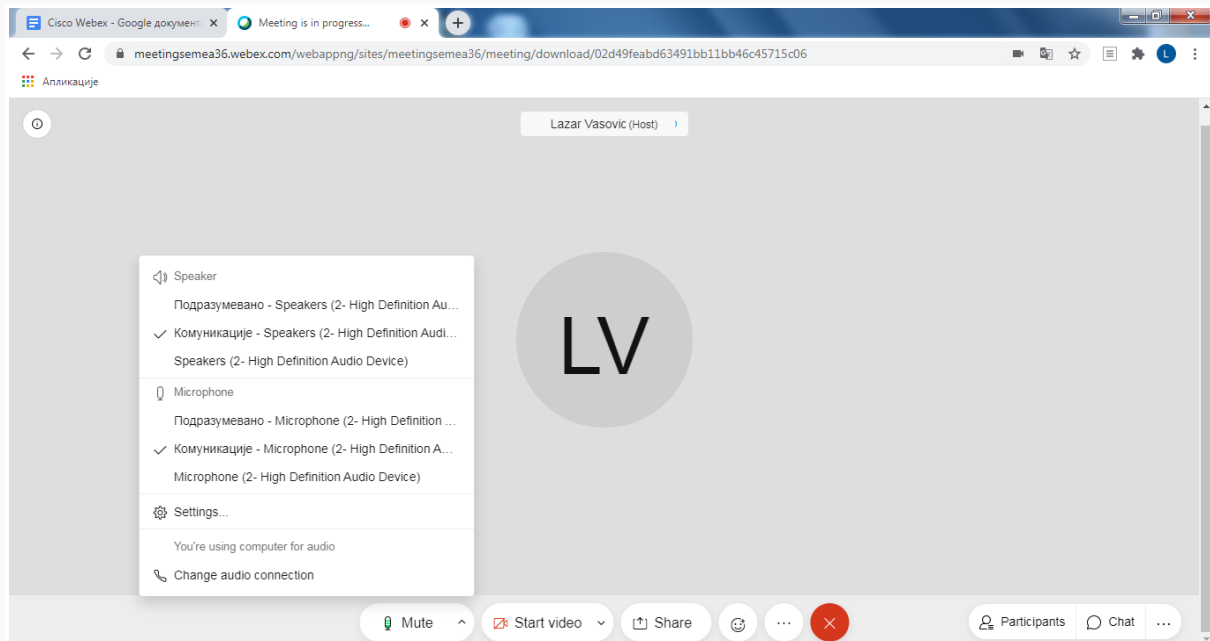 Cisco Webex - Google документ
Meeting is in progress...
meetingsemea36.webex.com/webappng/sites/meetingsemea36/meeting/download/02d49feabd63491bb11bb46c45715c06
L
Апликације
Lazar Vasovic (Host)
Speaker
Подразумевано - Speakers (2- High Definition Au...
Комуникације - Speakers (2- High Definition Audi...
Speakers (2- High Definition Audio Device)
Microphone
Подразумевано - Microphone (2- High Definition ...
Комуникације - Microphone (2- High Definition A...
Microphone (2- High Definition Audio Device)
Settings...
You're using computer for audio
Change audio connection
LV
Mute
Start video
Share
Participants
Chat